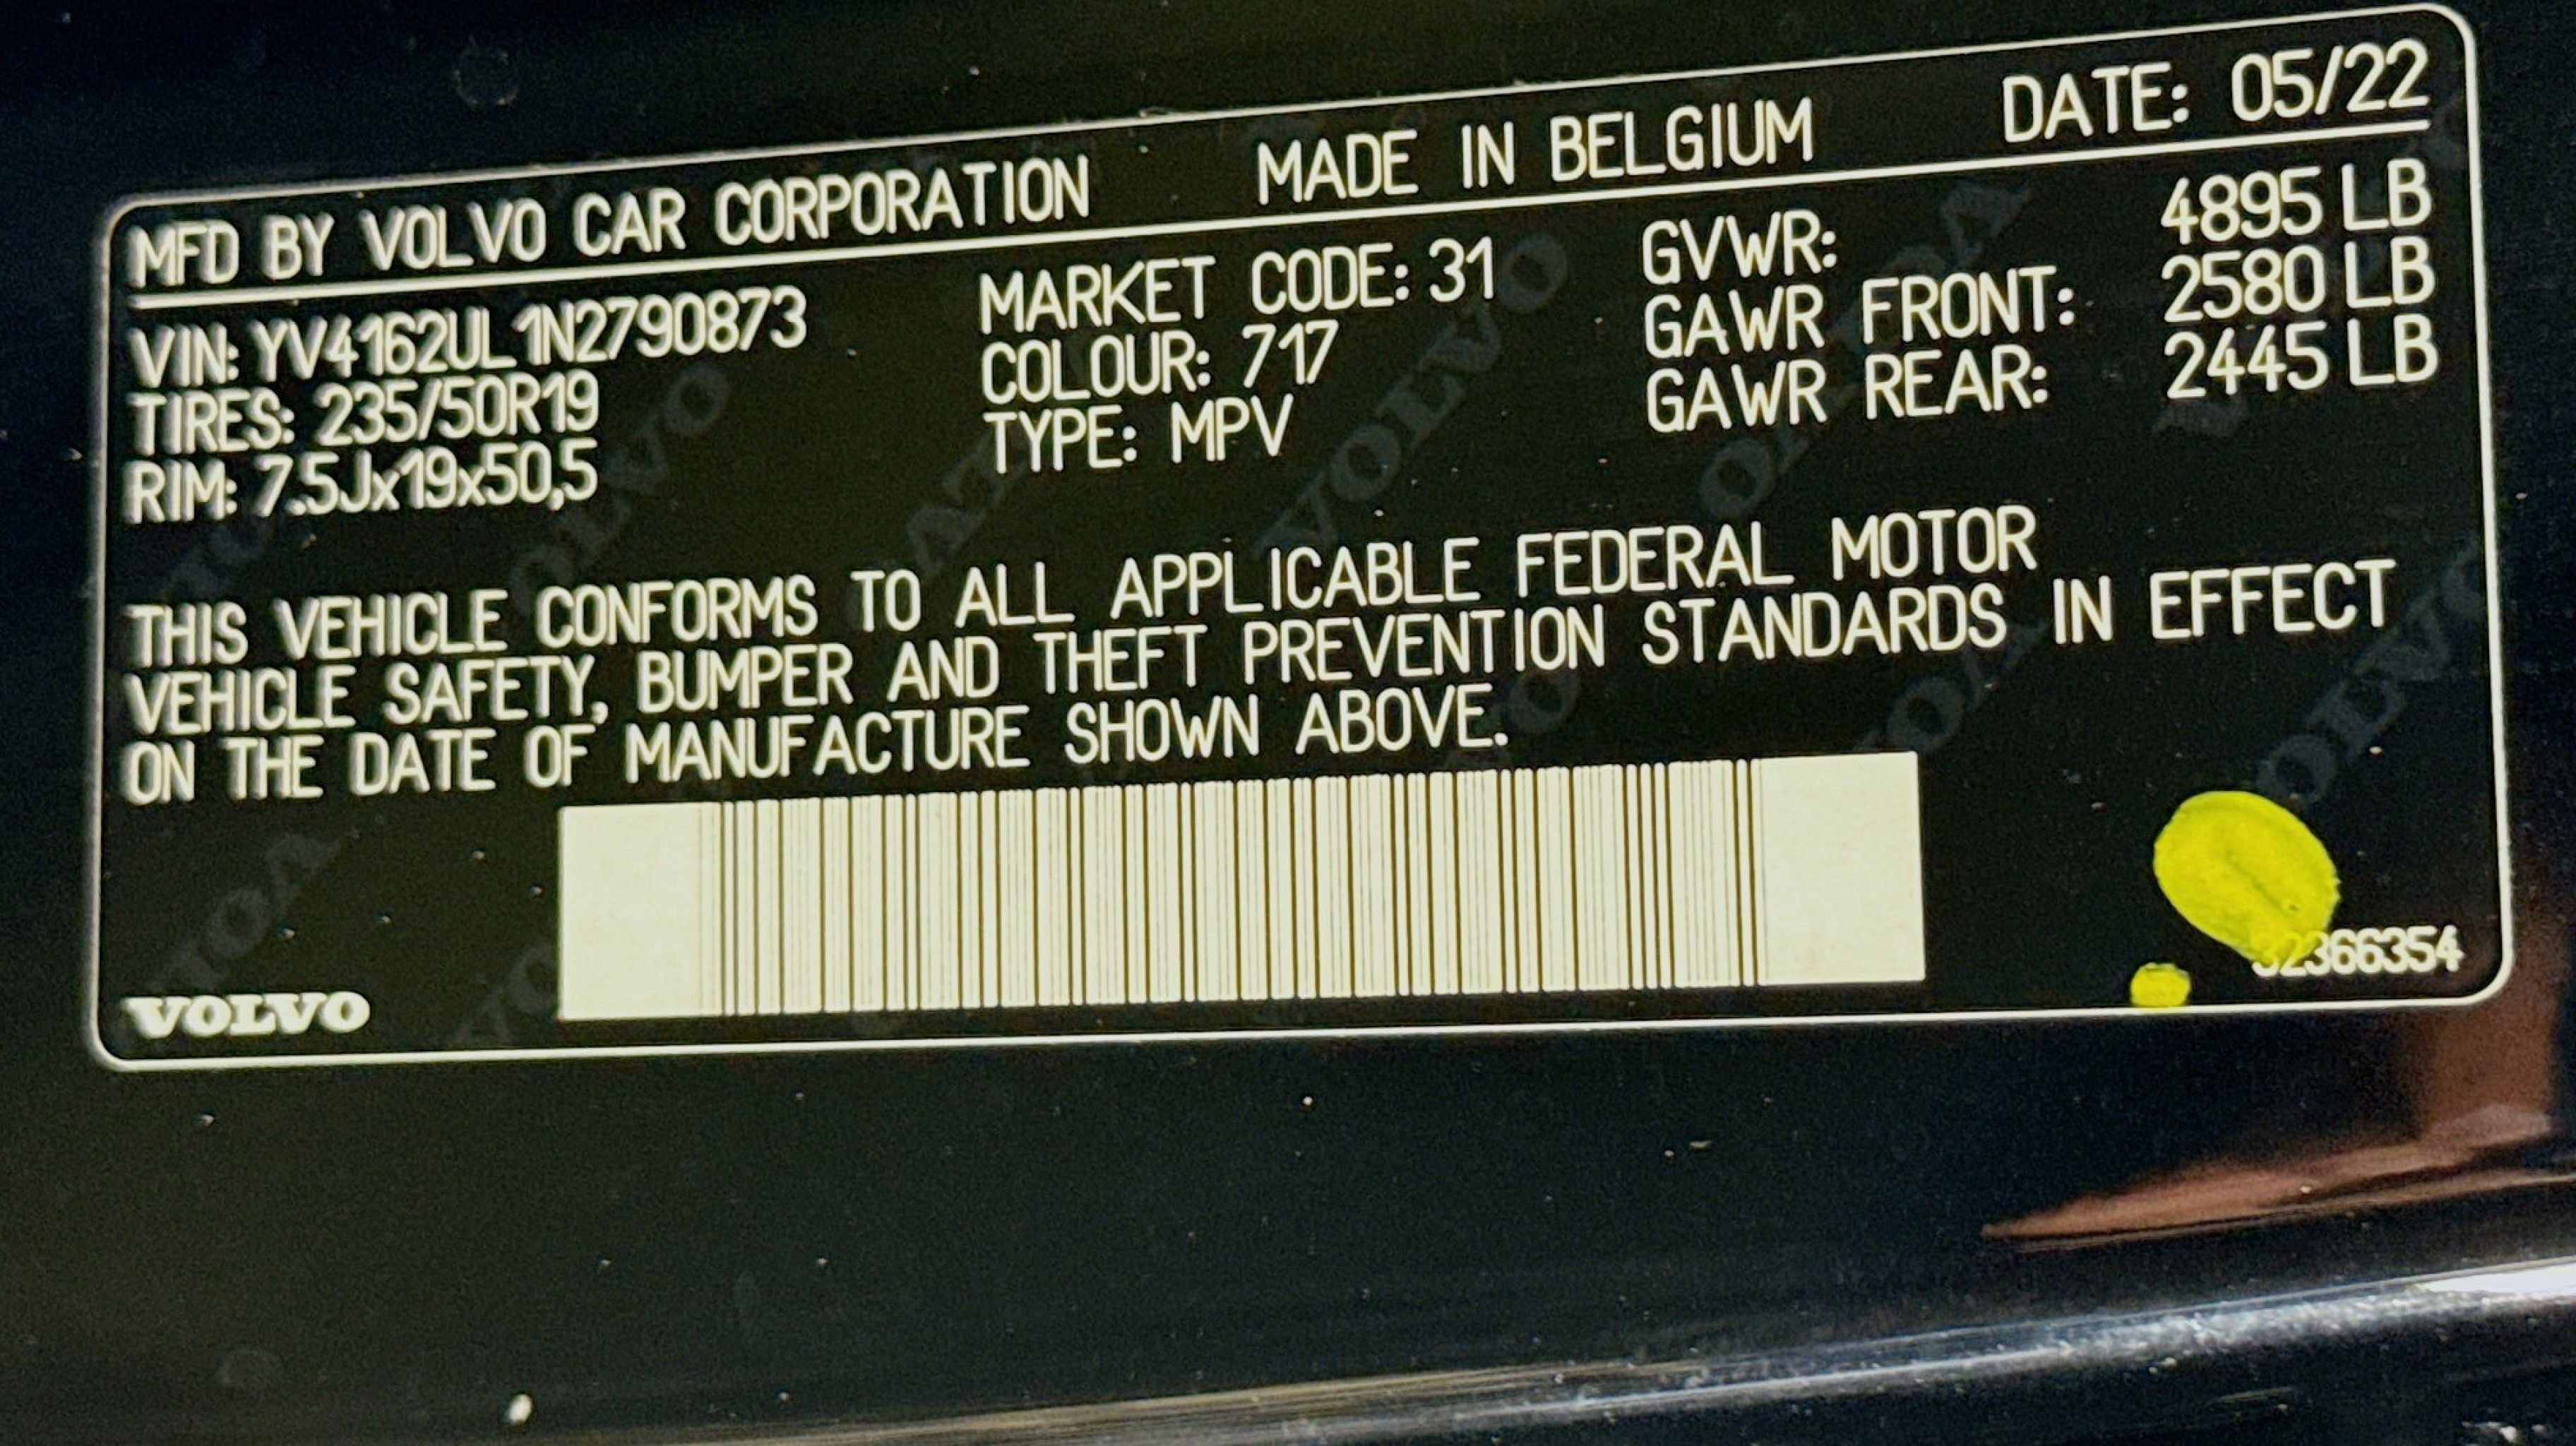 MFD BY VOLVO CAR CORPORATION MADE IN BELGIUM DATE: 05/22
VIN: YV4162UL1N2790873 MARKET CODE: 31 GVWR: 4895 LB
TIRES: 235/50R19 COLOUR: 717 GAWR FRONT: 2580 LB
RIM: 7.5Jx19x50,5 TYPE: MPV GAWR REAR: 2445 LB
THIS VEHICLE CONFORMS TO ALL APPLICABLE FEDERAL MOTOR
VEHICLE SAFETY, BUMPER AND THEFT PREVENTION STANDARDS IN EFFECT
ON THE DATE OF MANUFACTURE SHOWN ABOVE.
VOLVO
32366354